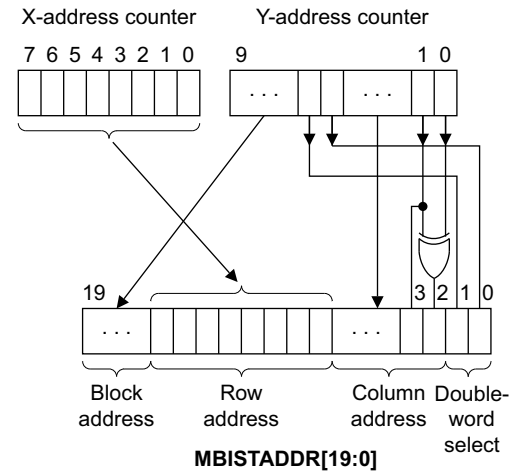 X-address counter Y-address counter
7 6 5 4 3 2 1 0 9 1 0
. . . . . .
19 3 2 1 0
. . . . . .
Block address Row address Column address Double-word select
MBISTADDR[19:0]